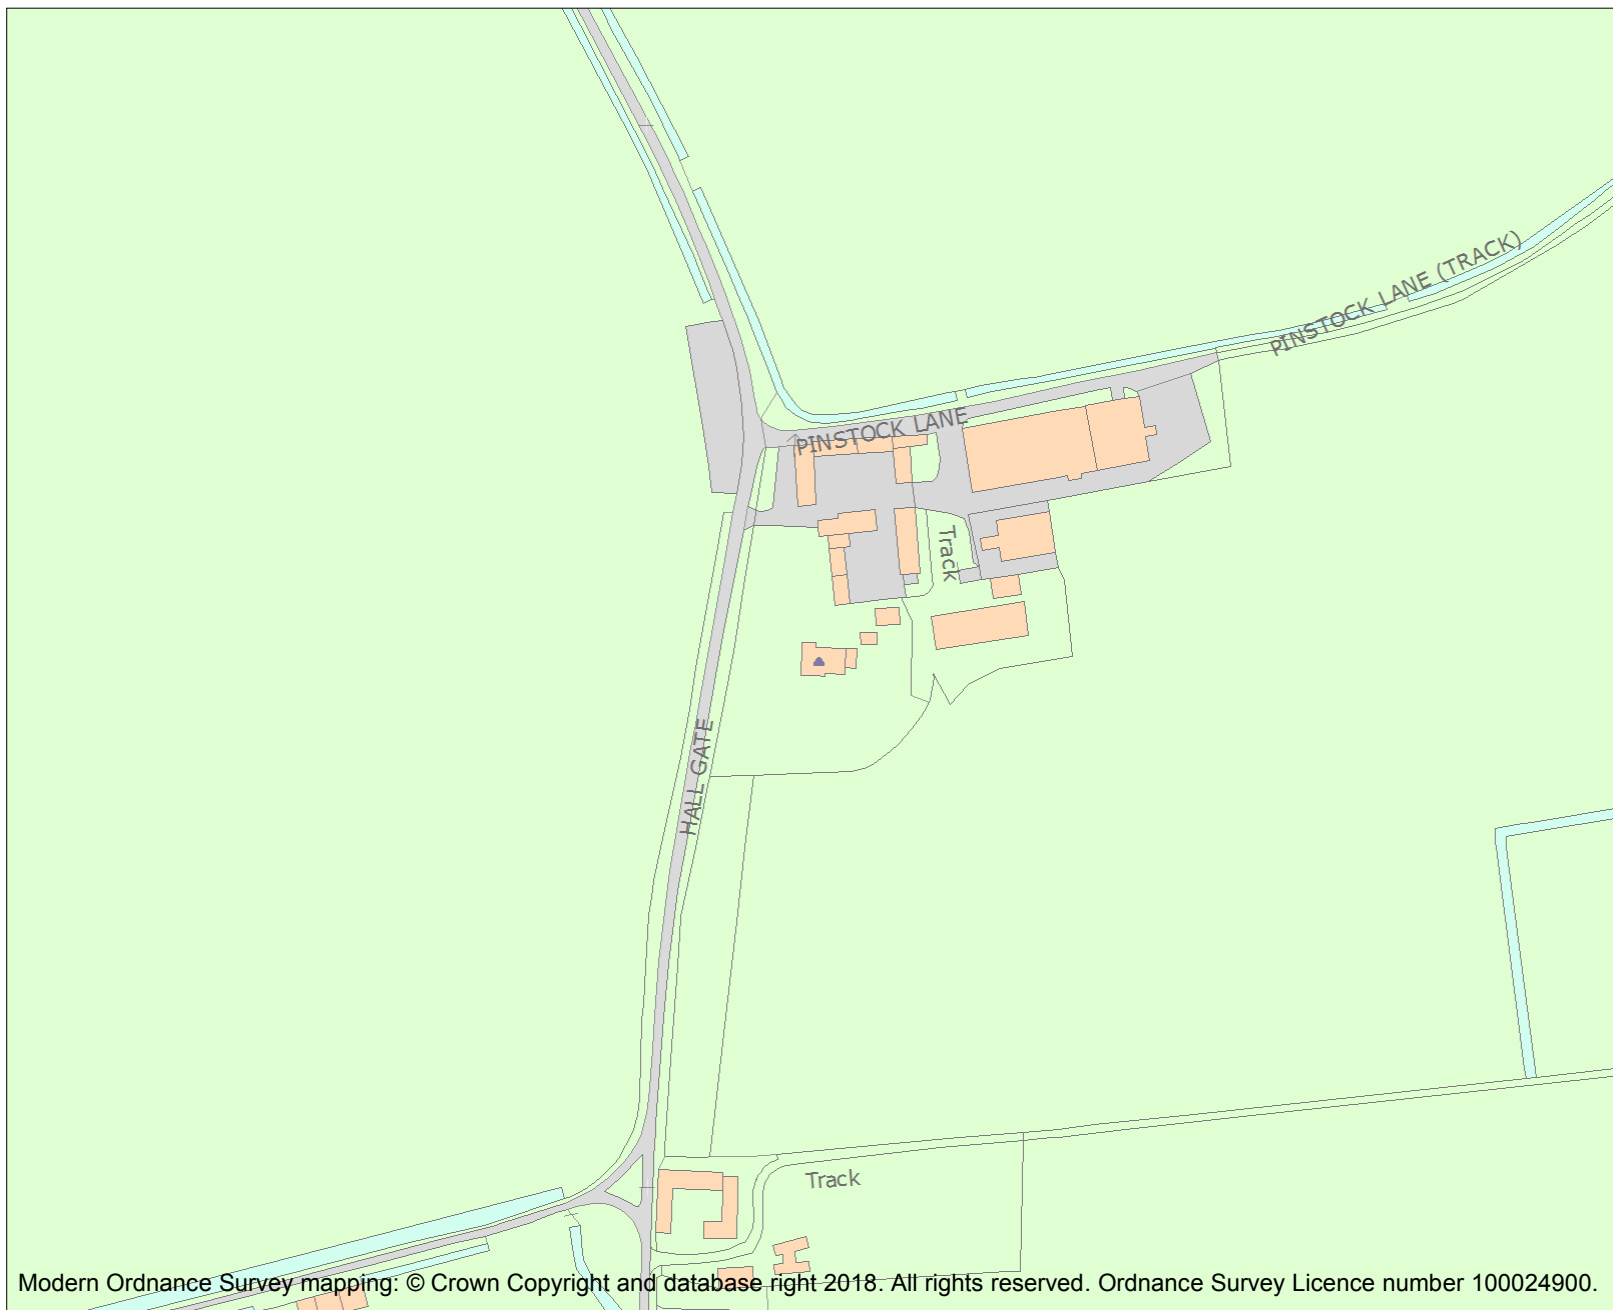 PINSTOCK LANE (TRACK)
PINSTOCK LANE
Track
HALL GATE
Track
Modern Ordnance Survey mapping: © Crown Copyright and database right 2018. All rights reserved. Ordnance Survey Licence number 100024900.